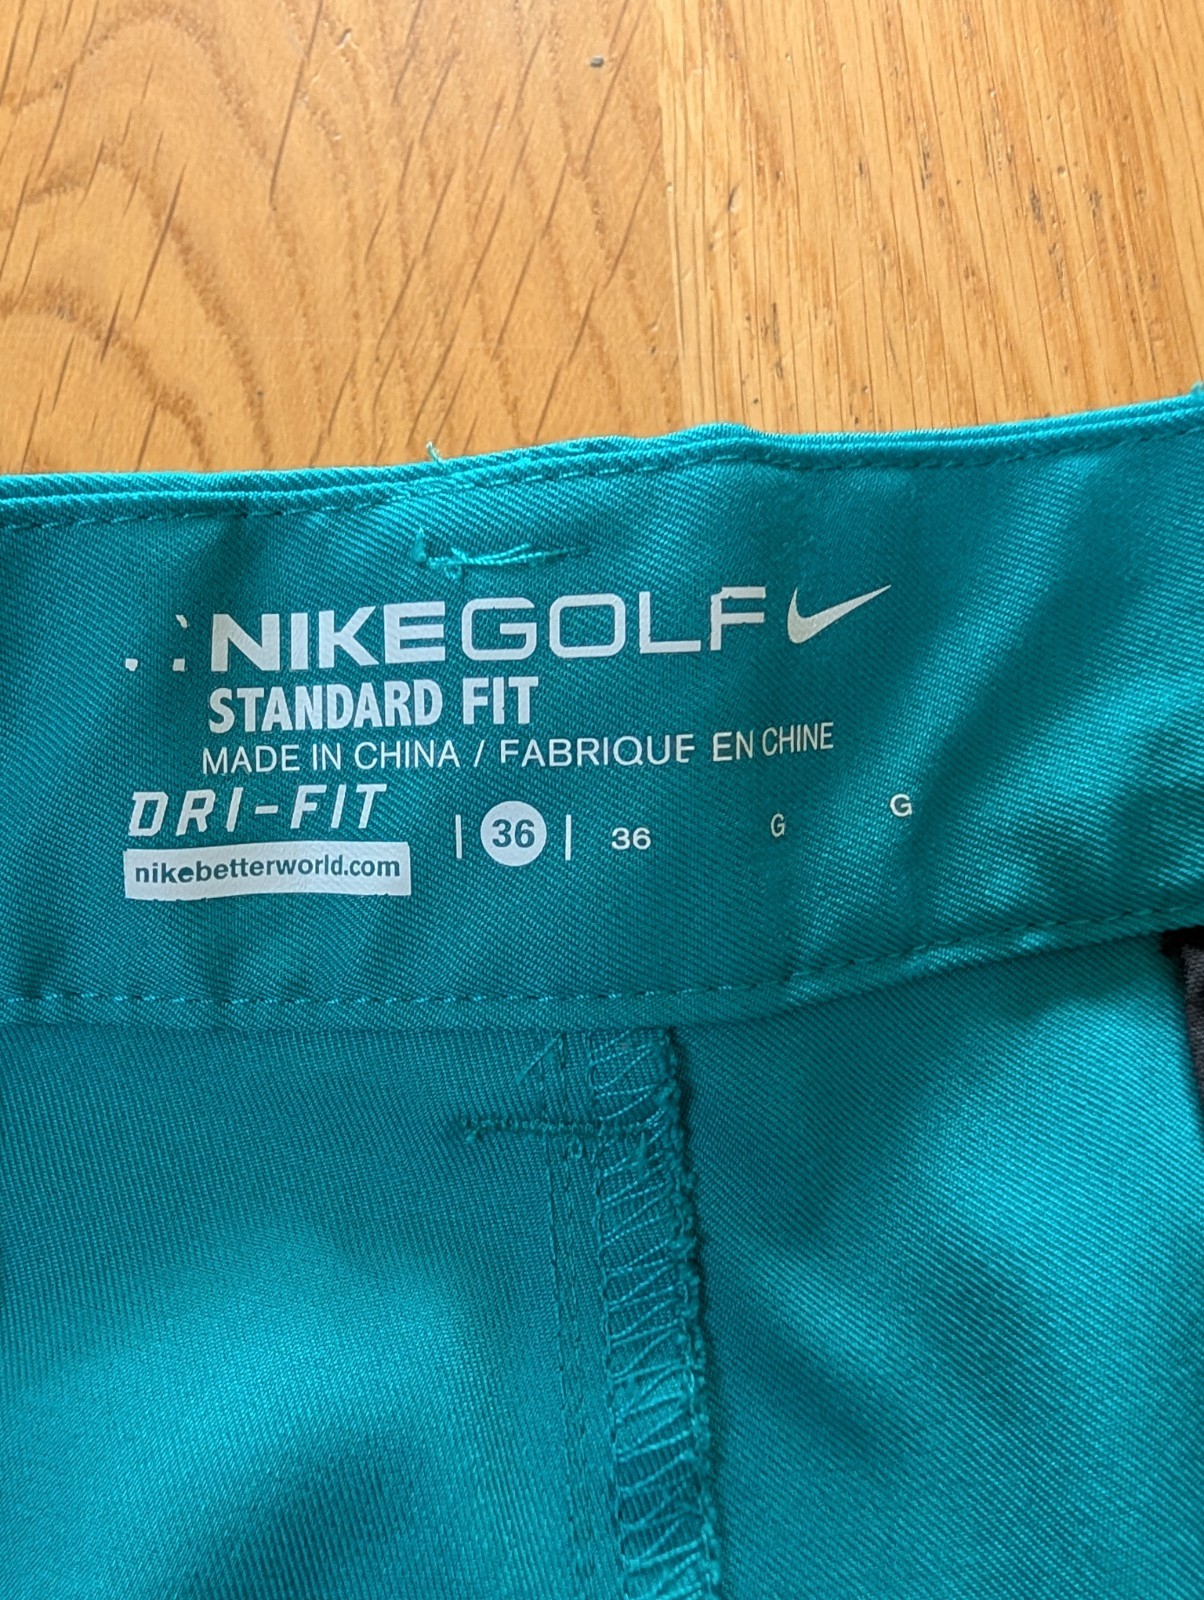 NIKEGOLF
STANDARD FIT
MADE IN CHINA / FABRIQUE EN CHINE
DRI-FIT
| 36 | 36 G G
nikebetterworld.com